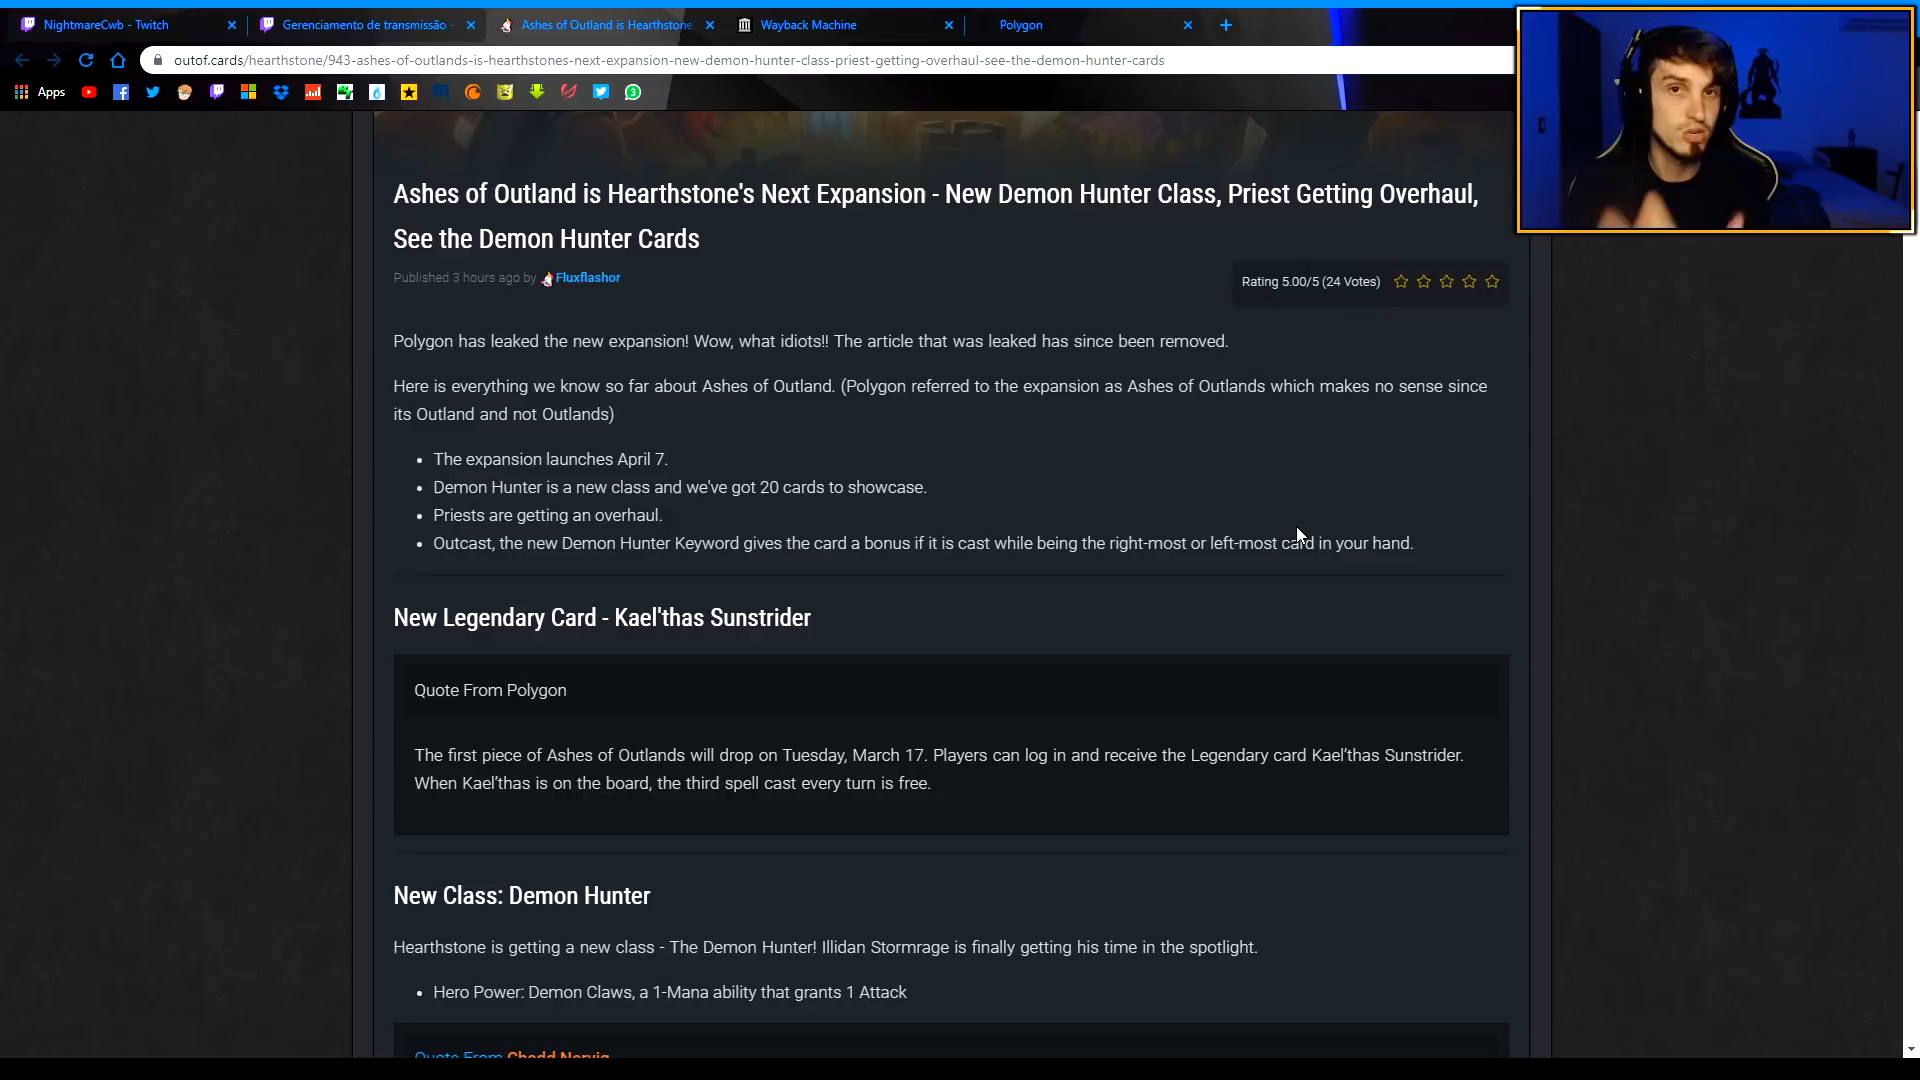 NightmareCwb - Twitch
Gerenciamento de transmissão -
Ashes of Outland is Hearthstone
Wayback Machine
Polygon
outof.cards/hearthstone/943-ashes-of-outlands-is-hearthstones-next-expansion-new-demon-hunter-class-priest-getting-overhaul-see-the-demon-hunter-cards
Apps
3
Ashes of Outland is Hearthstone's Next Expansion - New Demon Hunter Class, Priest Getting Overhaul,
See the Demon Hunter Cards
Published 3 hours ago by Fluxflashor
Rating 5.00/5 (24 Votes)
Polygon has leaked the new expansion! Wow, what idiots!! The article that was leaked has since been removed.
Here is everything we know so far about Ashes of Outland. (Polygon referred to the expansion as Ashes of Outlands which makes no sense since
its Outland and not Outlands)
• The expansion launches April 7.
• Demon Hunter is a new class and we've got 20 cards to showcase.
• Priests are getting an overhaul.
• Outcast, the new Demon Hunter Keyword gives the card a bonus if it is cast while being the right-most or left-most card in your hand.
New Legendary Card - Kael'thas Sunstrider
Quote From Polygon
The first piece of Ashes of Outlands will drop on Tuesday, March 17. Players can log in and receive the Legendary card Kael’thas Sunstrider.
When Kael’thas is on the board, the third spell cast every turn is free.
New Class: Demon Hunter
Hearthstone is getting a new class - The Demon Hunter! Illidan Stormrage is finally getting his time in the spotlight.
• Hero Power: Demon Claws, a 1-Mana ability that grants 1 Attack
Quote From Chadd Nervig